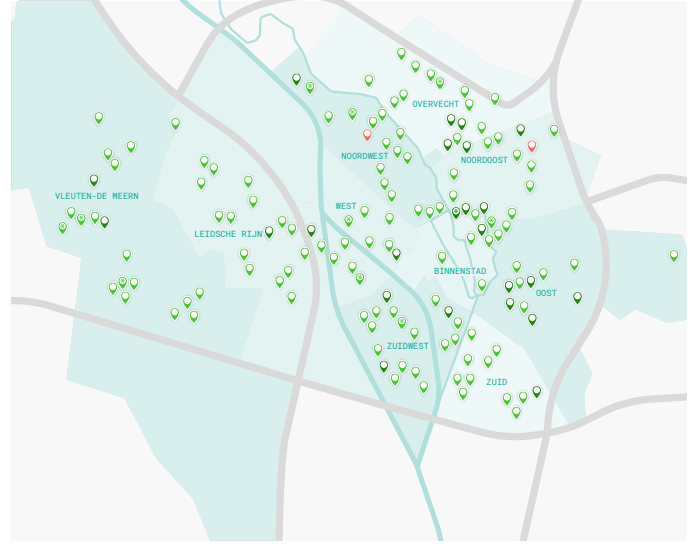 OVERVECHT
NOORDWEST
NOORDOOST
VLEUTEN-DE MEERN
WEST
LEIDSCHE RIJN
BINNENSTAD
OOST
ZUIDWEST
ZUID